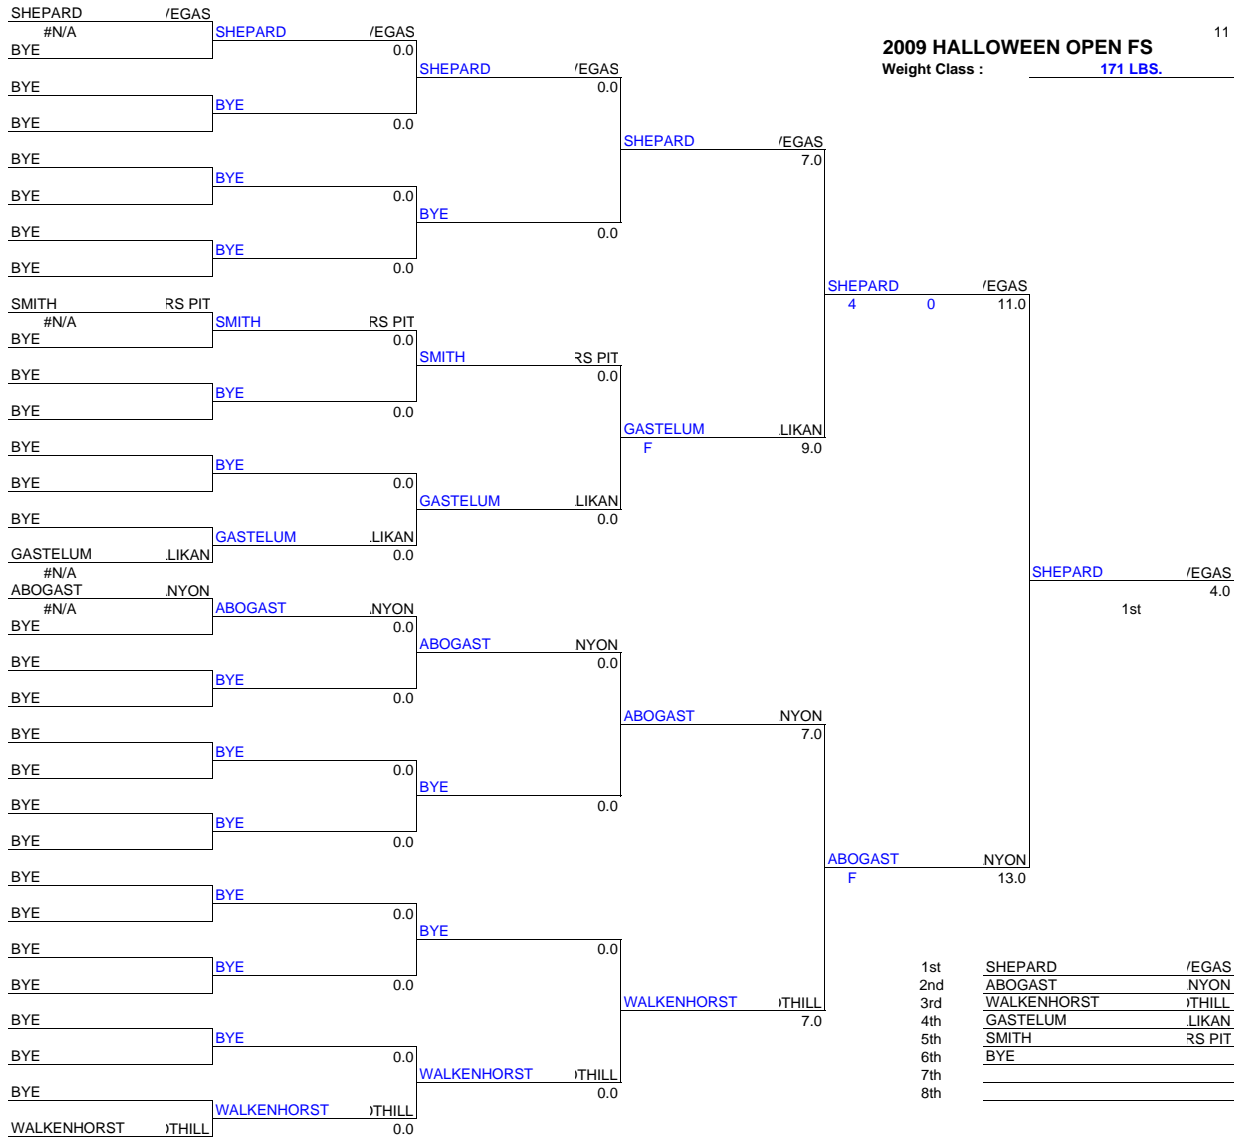 SHEPARD /EGAS
#N/A SHEPARD /EGAS 11
BYE 0.0 2009 HALLOWEEN OPEN FS
SHEPARD /EGAS Weight Class : 171 LBS.
BYE 0.0
BYE
BYE 0.0
SHEPARD /EGAS
BYE 7.0
BYE
BYE 0.0
BYE
BYE 0.0
BYE
BYE 0.0
SHEPARD /EGAS
SMITH RS PIT 4 0 11.0
#N/A SMITH RS PIT
BYE 0.0
SMITH RS PIT
BYE 0.0
BYE
BYE 0.0
GASTELUM LIKAN
BYE F 9.0
BYE
BYE 0.0
GASTELUM LIKAN
BYE 0.0
GASTELUM LIKAN
GASTELUM LIKAN 0.0
#N/A SHEPARD /EGAS
ABOGAST NYON 4.0
#N/A ABOGAST NYON 1st
BYE 0.0
ABOGAST NYON
BYE 0.0
BYE
BYE 0.0
ABOGAST NYON
BYE 7.0
BYE
BYE 0.0
BYE
BYE 0.0
BYE
BYE 0.0
ABOGAST NYON
BYE F 13.0
BYE
BYE 0.0
BYE
BYE 0.0
BYE 1st SHEPARD /EGAS
BYE 0.0 2nd ABOGAST NYON
WALKENHORST THILL 3rd WALKENHORST THILL
BYE 7.0 4th GASTELUM LIKAN
BYE 5th SMITH RS PIT
BYE 0.0 6th BYE
WALKENHORST THILL 7th
BYE 0.0 8th
WALKENHORST THILL
WALKENHORST THILL 0.0